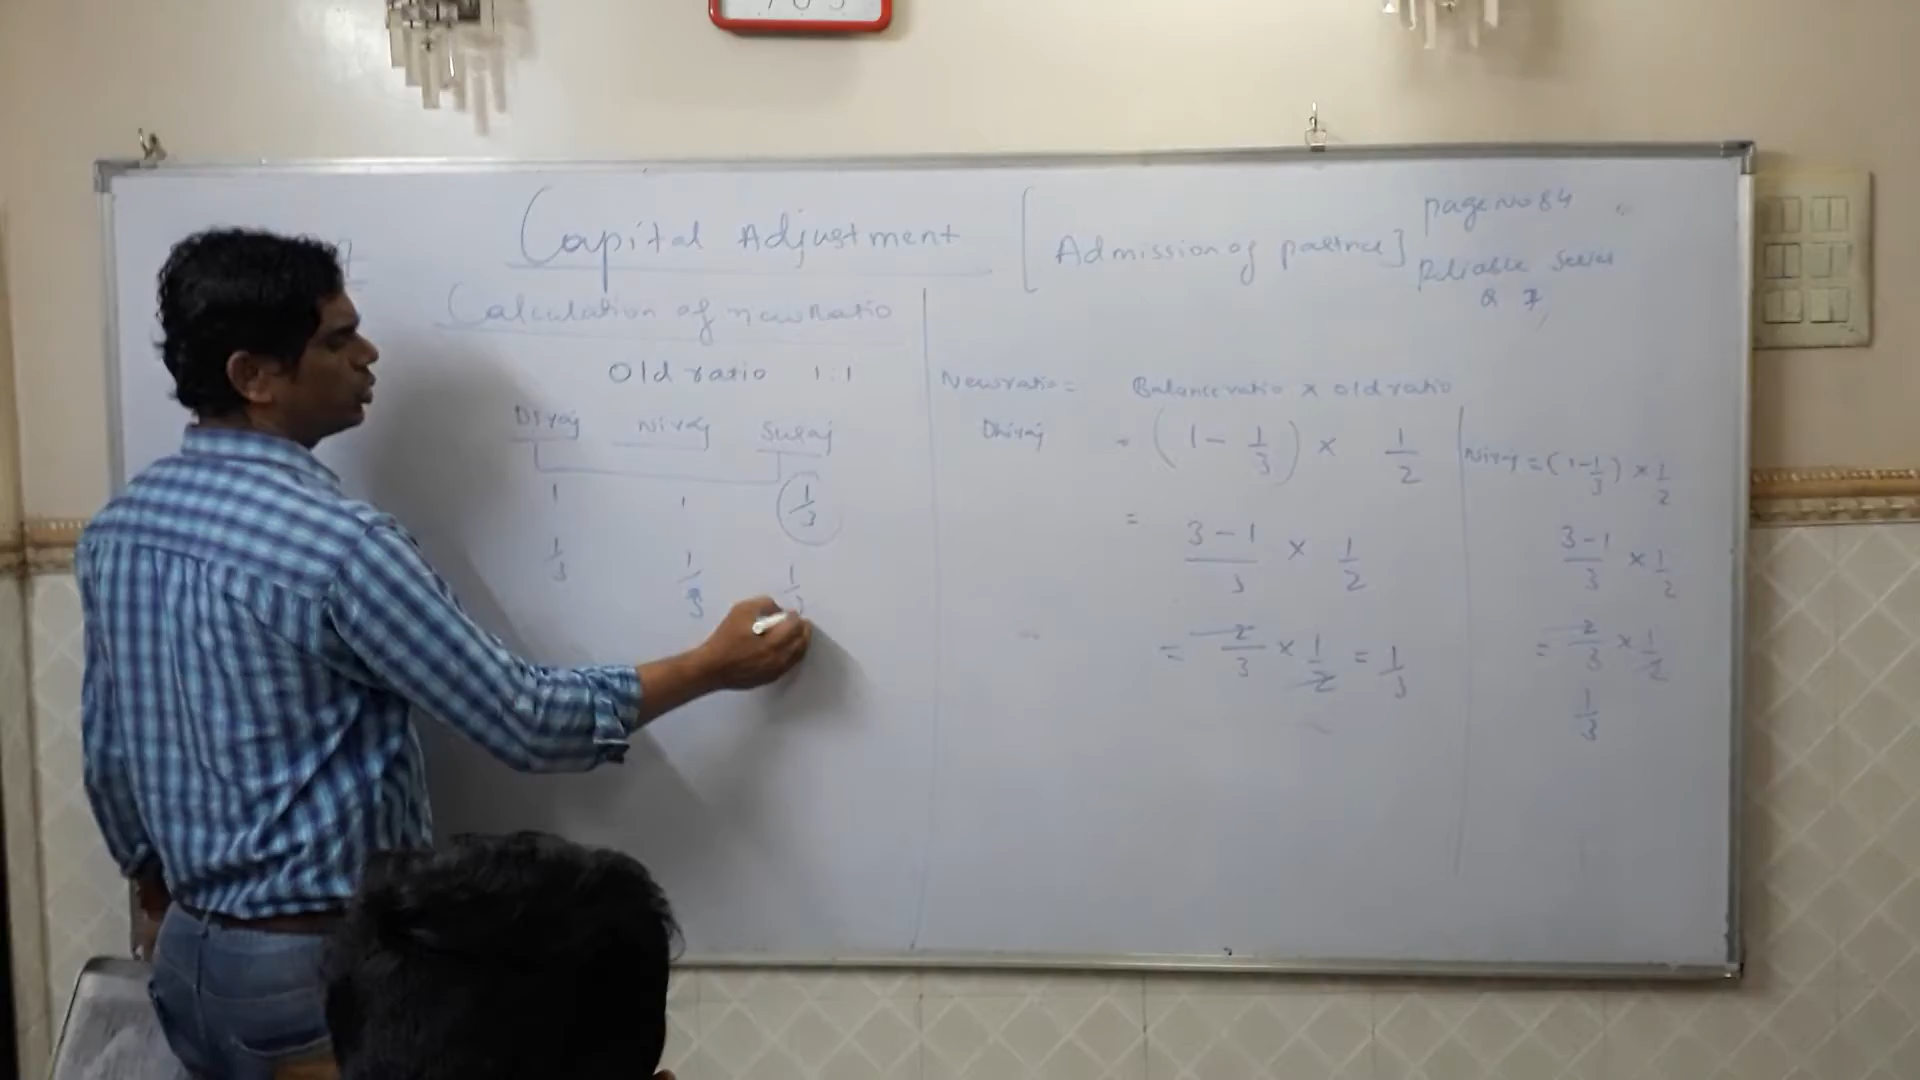 Capital Adjustment [Admission of partner]
page no 84
Reliable Series
Q 7
Calculation of new Ratio
Old ratio 1:1
Diraj Niraj Suraj
1 1 1/3
1/3 1/3 1/3
New ratio = Balance ratio × old ratio
Dhiraj = (1 - 1/3) × 1/2
= 3-1/3 × 1/2
= 2/3 × 1/2 = 1/3
Niraj = (1-1/3) × 1/2
3-1/3 × 1/2
= 2/3 × 1/2
1/3